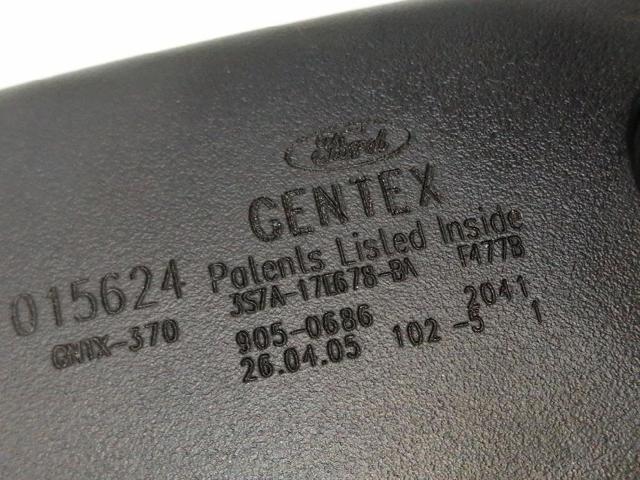 Ford
GENTEX
015624 Patents Listed Inside
3S7A-17E678-BA F477B
GNTX-370 905-0686 2041
26.04.05 102 -5 1